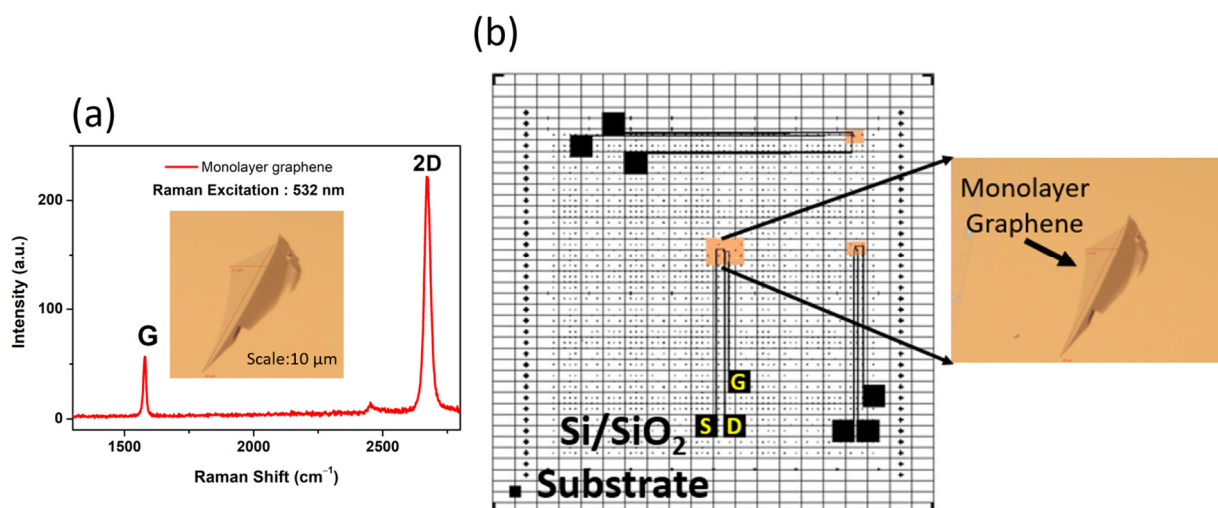 (a)
Monolayer graphene
Raman Excitation : 532 nm
2D
G
Scale:10 μm
Intensity (a.u.)
200
100
0
1500
2000
2500
Raman Shift (cm⁻¹)
(b)
G
S
D
Si/SiO₂
Substrate
Monolayer
Graphene